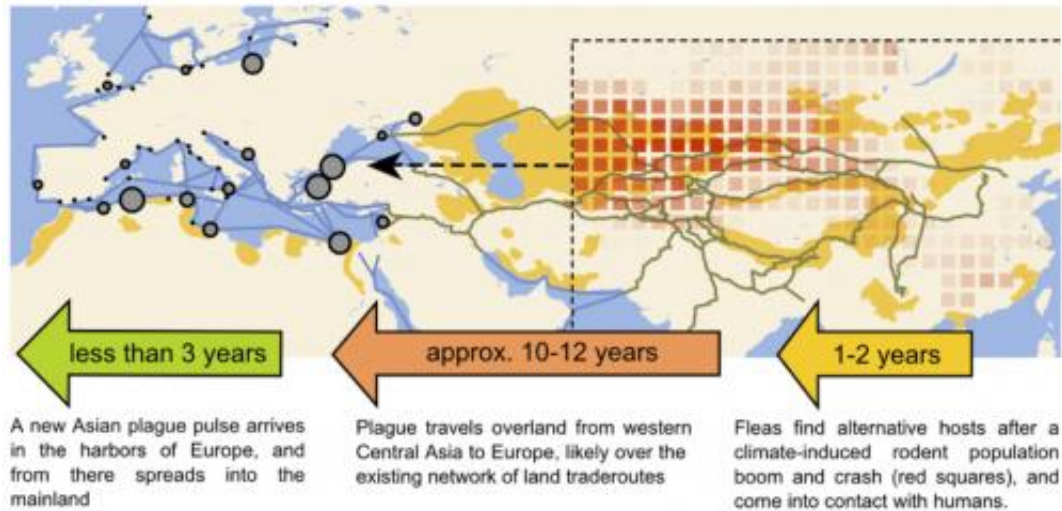 less than 3 years
approx. 10-12 years
1-2 years
A new Asian plague pulse arrives
in the harbors of Europe, and
from there spreads into the
mainland
Plague travels overland from western
Central Asia to Europe, likely over the
existing network of land traderoutes
Fleas find alternative hosts after a
climate-induced rodent population
boom and crash (red squares), and
come into contact with humans.